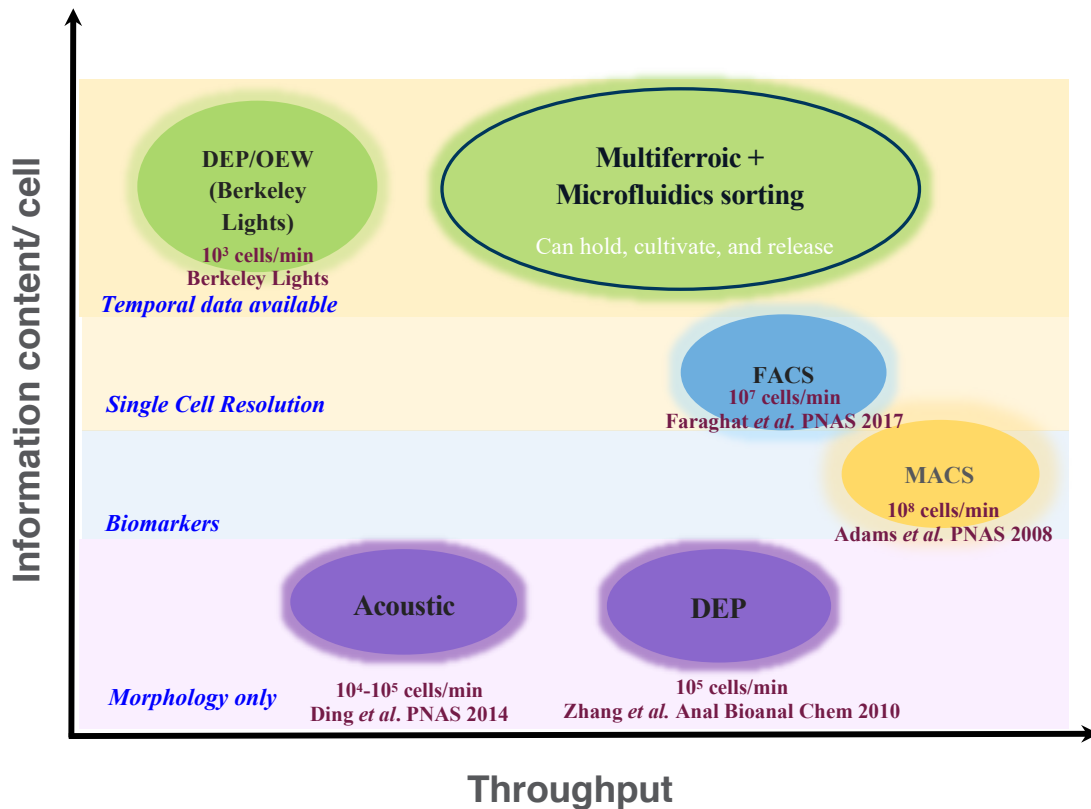 Information content/ cell
DEP/OEW
(Berkeley
Lights)
10³ cells/min
Berkeley Lights
Multiferroic +
Microfluidics sorting
Can hold, cultivate, and release
Temporal data available
FACS
10⁷ cells/min
Faraghat et al. PNAS 2017
Single Cell Resolution
MACS
10⁸ cells/min
Adams et al. PNAS 2008
Biomarkers
Acoustic
DEP
10⁴-10⁵ cells/min
Ding et al. PNAS 2014
10⁵ cells/min
Zhang et al. Anal Bioanal Chem 2010
Morphology only
Throughput